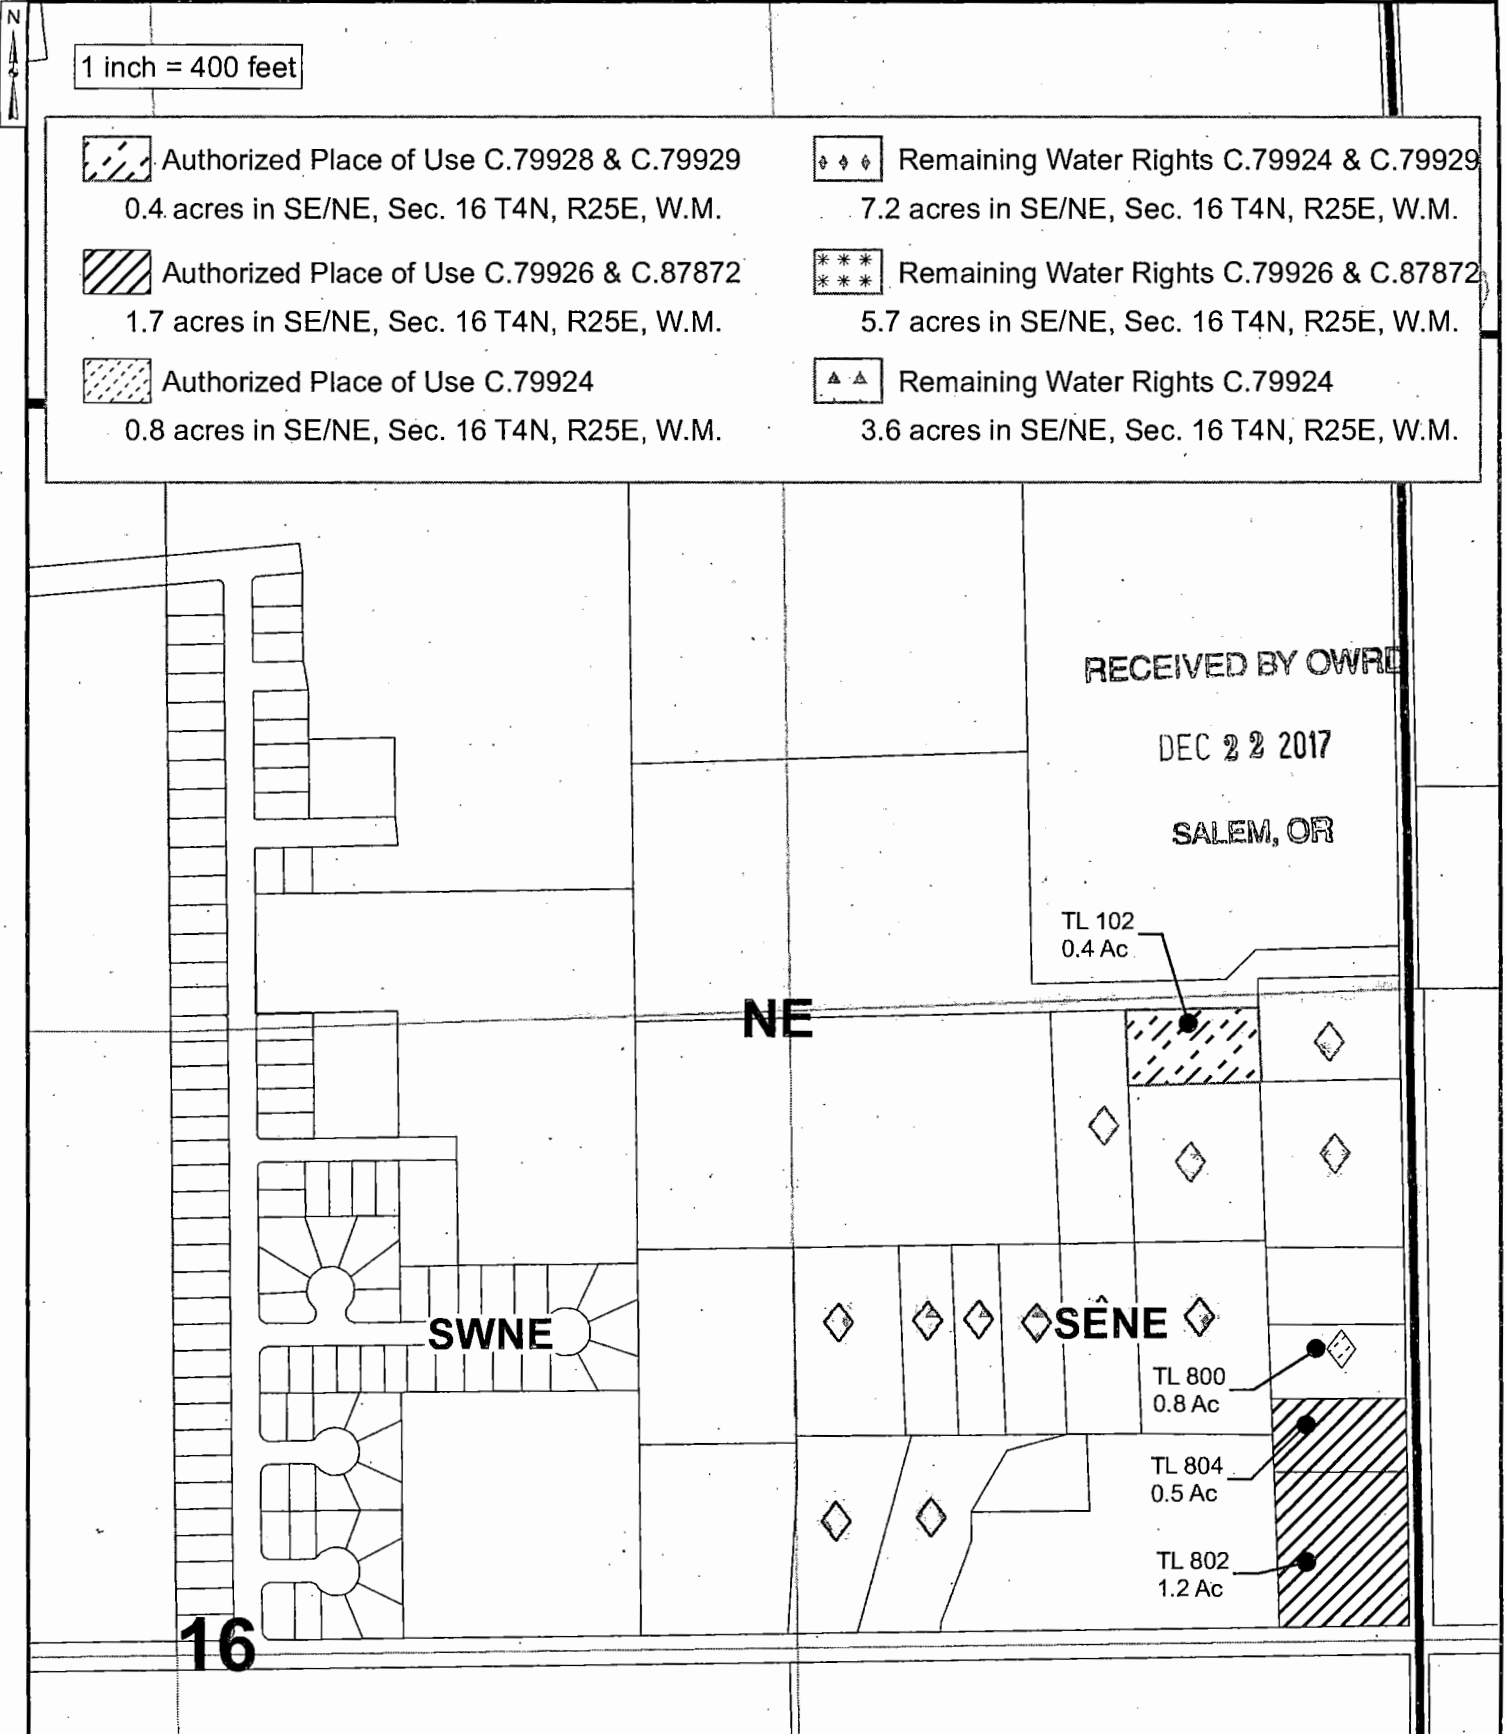 N
1 inch = 400 feet
Authorized Place of Use C.79928 & C.79929
0.4 acres in SE/NE, Sec. 16 T4N, R25E, W.M.
Authorized Place of Use C.79926 & C.87872
1.7 acres in SE/NE, Sec. 16 T4N, R25E, W.M.
Authorized Place of Use C.79924
0.8 acres in SE/NE, Sec. 16 T4N, R25E, W.M.
Remaining Water Rights C.79924 & C.79929
7.2 acres in SE/NE, Sec. 16 T4N, R25E, W.M.
Remaining Water Rights C.79926 & C.87872
5.7 acres in SE/NE, Sec. 16 T4N, R25E, W.M.
Remaining Water Rights C.79924
3.6 acres in SE/NE, Sec. 16 T4N, R25E, W.M.
RECEIVED BY OWRD
DEC 22 2017
SALEM, OR
TL 102
0.4 Ac
NE
SWNE
SENE
TL 800
0.8 Ac
TL 804
0.5 Ac
TL 802
1.2 Ac
16